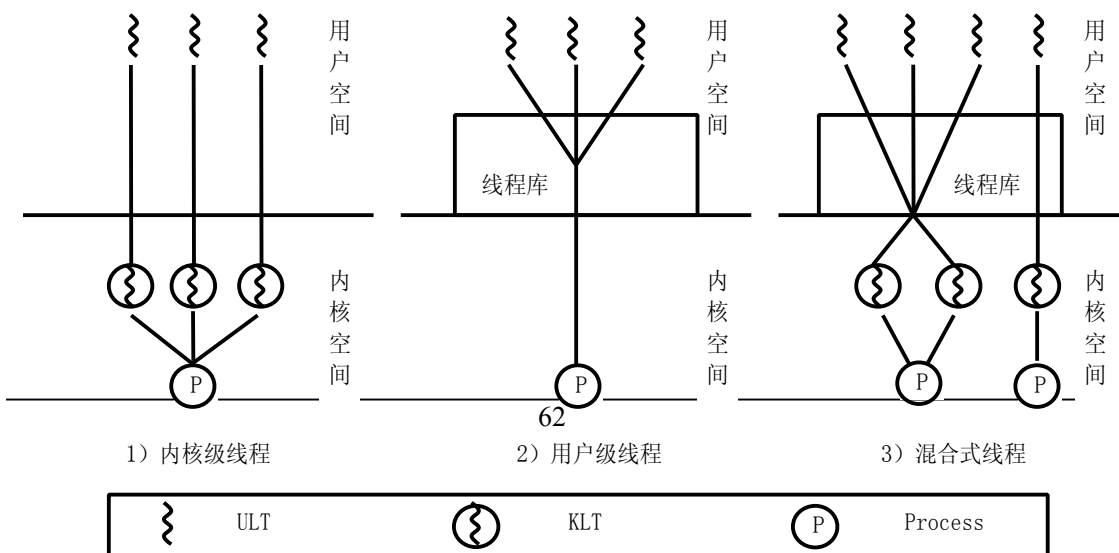 用户空间
用户空间
用户空间
线程库
线程库
内核空间
内核空间
内核空间
P
P
P
P
62
1）内核级线程
2）用户级线程
3）混合式线程
ULT
KLT
P
Process